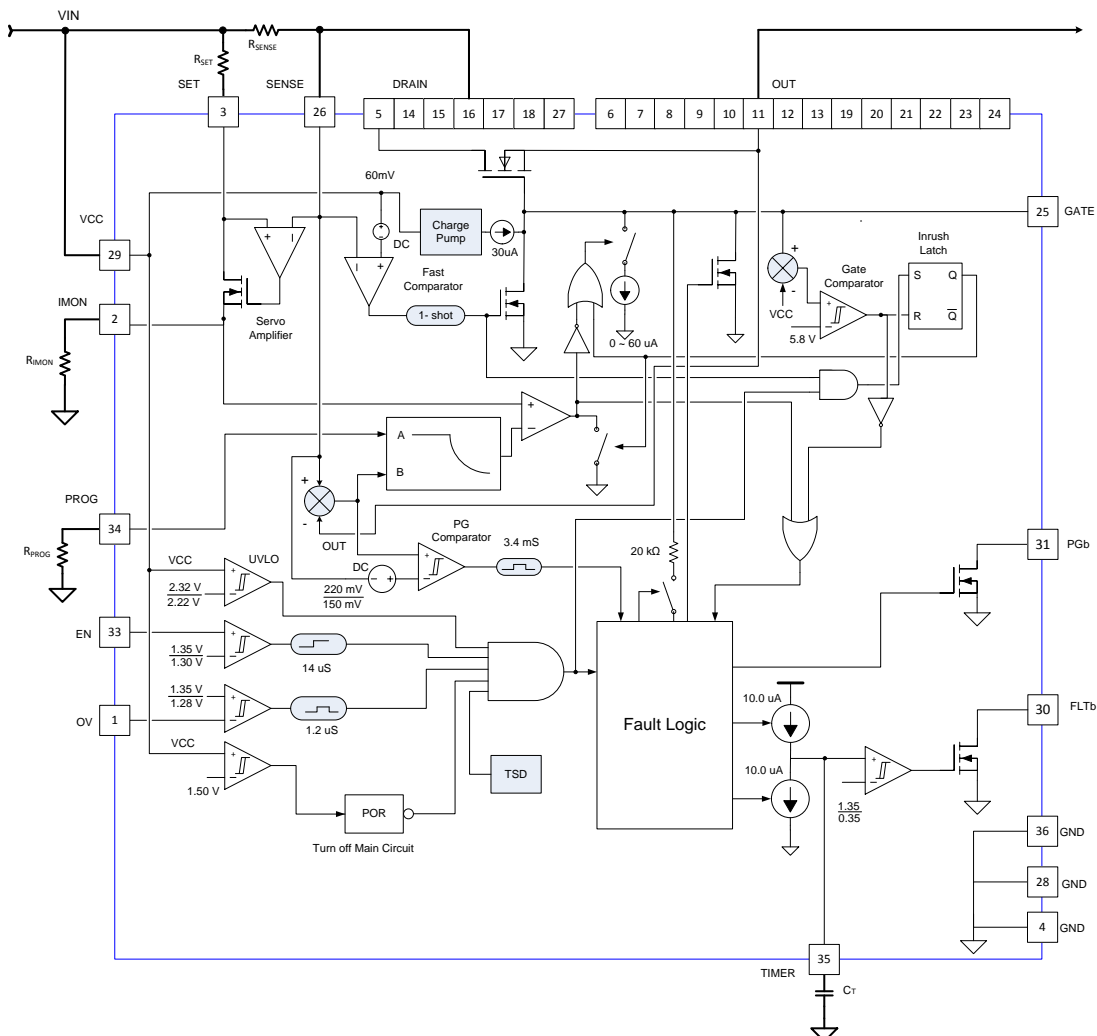 VIN
RSENSE
RSET
SET
SENSE
DRAIN
OUT
3
26
5 14 15 16 17 18 27
6 7 8 9 10 11 12 13 19 20 21 22 23 24
60mV
VCC
29
DC
Charge
Pump
30uA
25
GATE
Inrush
Latch
Fast
Comparator
Gate
Comparator
S Q
R Q
+
-
VCC
5.8 V
IMON
2
Servo
Amplifier
1- shot
0 ~ 60 uA
RIMON
+
–
A
B
PROG
34
RPROG
+
-
OUT
PG
Comparator
3.4 mS
20 kΩ
31
PGb
VCC
UVLO
2.32 V
2.22 V
DC
220 mV
150 mV
EN
33
1.35 V
1.30 V
14 uS
1.35 V
1.28 V
OV
1
1.2 uS
VCC
1.50 V
TSD
POR
Turn off Main Circuit
Fault Logic
10.0 uA
10.0 uA
1.35
0.35
30
FLTb
36
GND
28
GND
4
GND
35
TIMER
CT